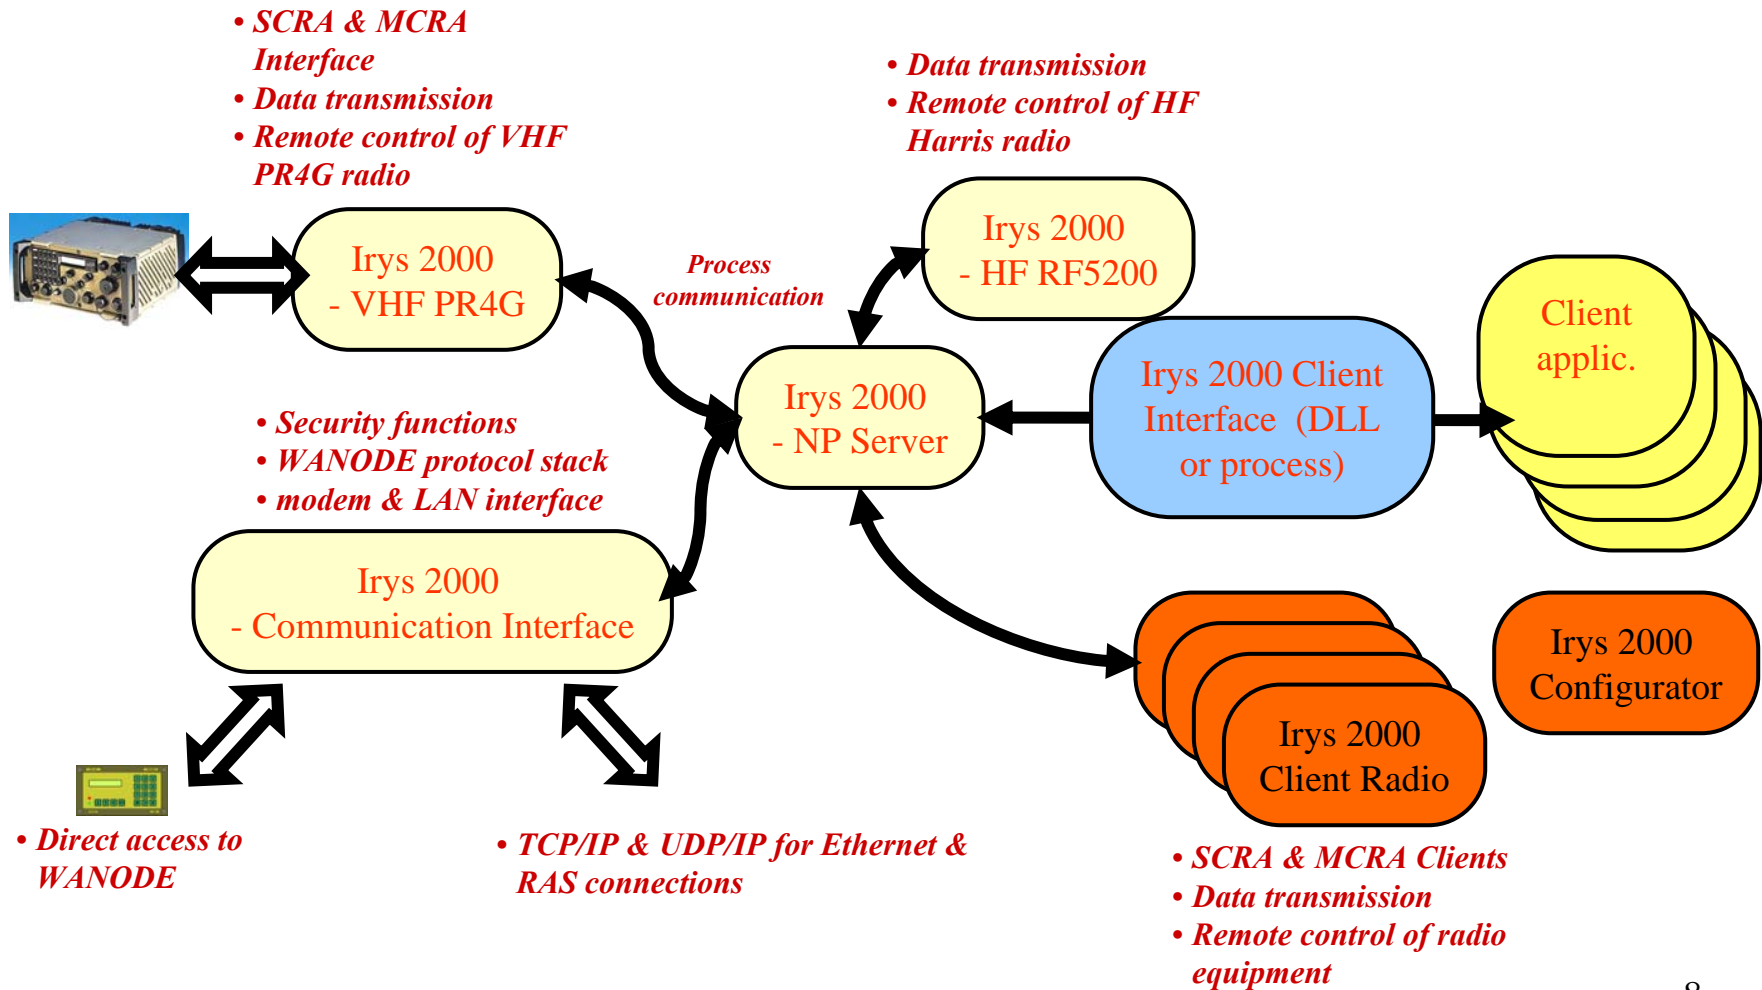 • SCRA & MCRA
Interface
• Data transmission
• Remote control of VHF
PR4G radio
• Data transmission
• Remote control of HF
Harris radio
Irys 2000
- VHF PR4G
Process
communication
Irys 2000
- HF RF5200
Client
applic.
Irys 2000
- NP Server
Irys 2000 Client
Interface (DLL
or process)
• Security functions
• WANODE protocol stack
• modem & LAN interface
Irys 2000
- Communication Interface
Irys 2000
Configurator
Irys 2000
Client Radio
• Direct access to
WANODE
• TCP/IP & UDP/IP for Ethernet &
RAS connections
• SCRA & MCRA Clients
• Data transmission
• Remote control of radio
equipment
8